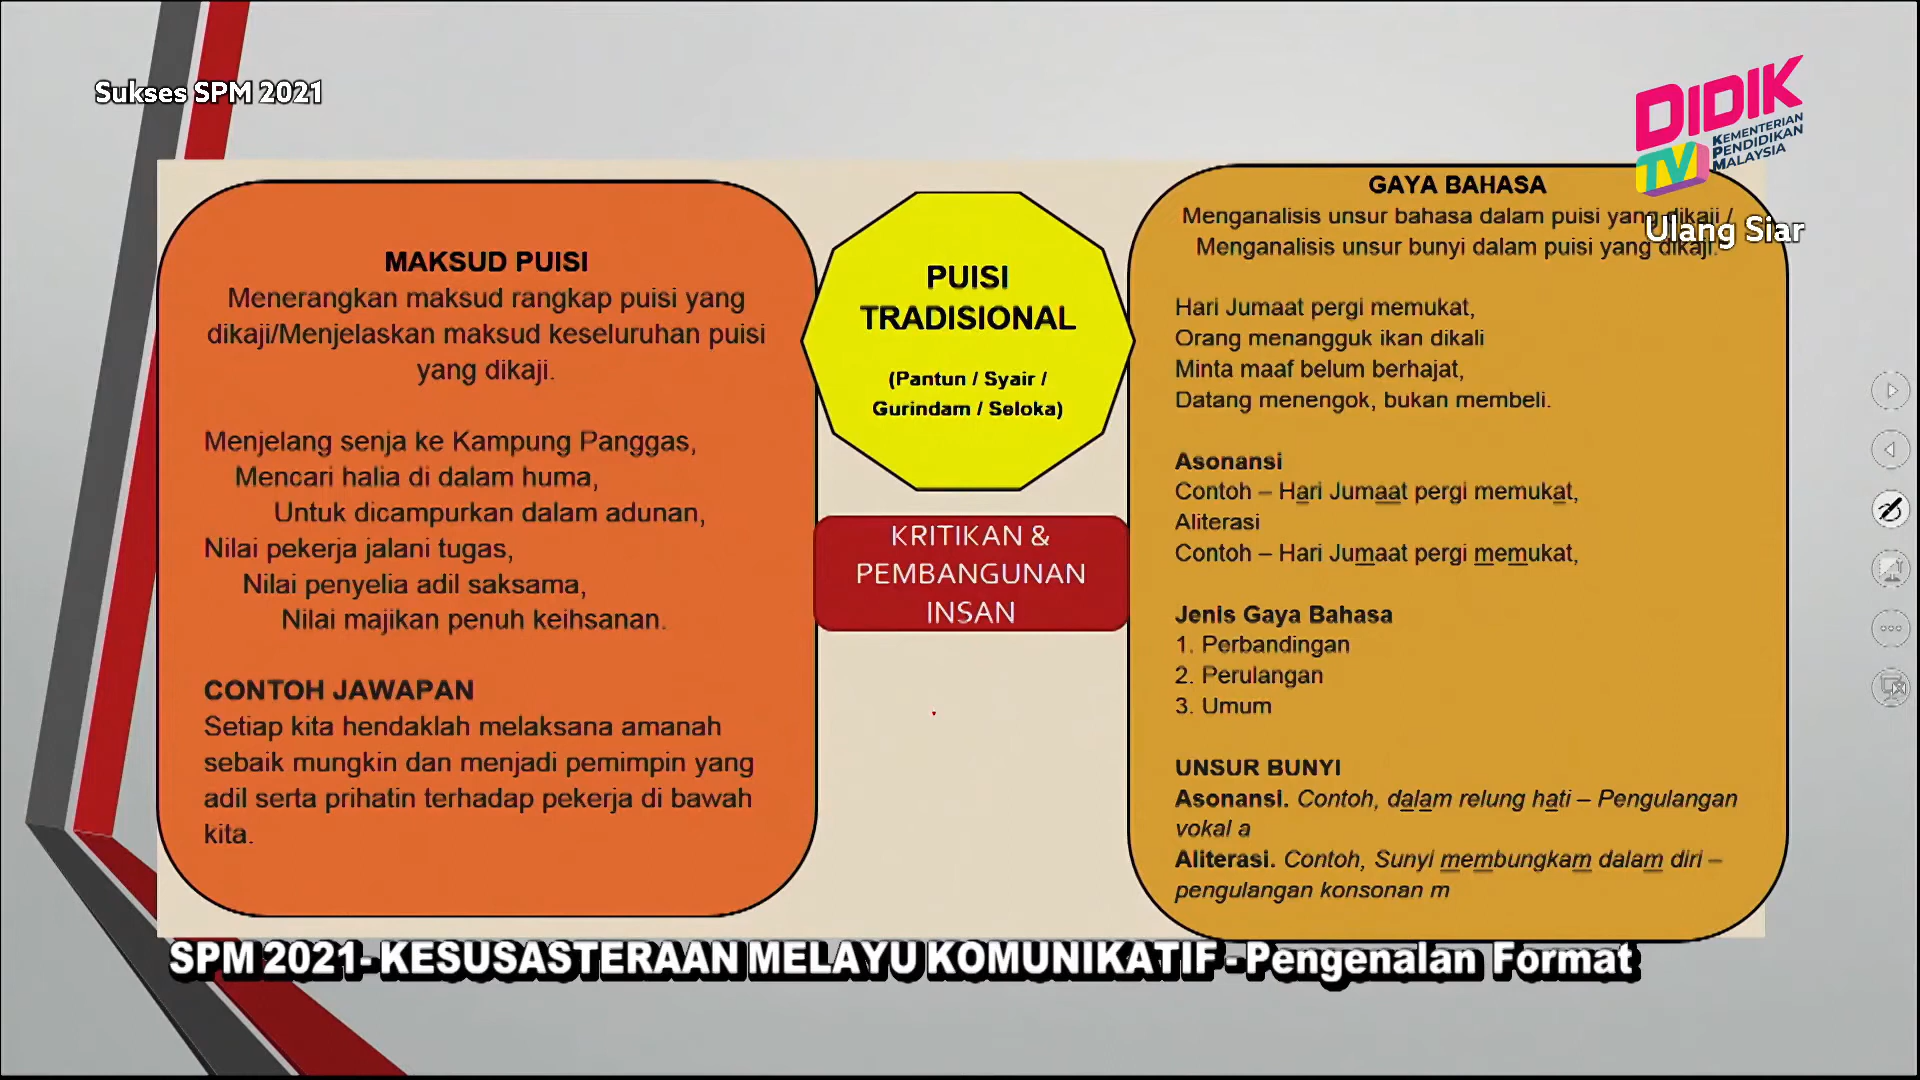 Sukses SPM 2021
DIDIK
TV
KEMENTERIAN
PENDIDIKAN
MALAYSIA
Ulang Siar
MAKSUD PUISI
Menerangkan maksud rangkap puisi yang
dikaji/Menjelaskan maksud keseluruhan puisi
yang dikaji.
Menjelang senja ke Kampung Panggas,
Mencari halia di dalam huma,
Untuk dicampurkan dalam adunan,
Nilai pekerja jalani tugas,
Nilai penyelia adil saksama,
Nilai majikan penuh keihsanan.
CONTOH JAWAPAN
Setiap kita hendaklah melaksana amanah
sebaik mungkin dan menjadi pemimpin yang
adil serta prihatin terhadap pekerja di bawah
kita.
PUISI
TRADISIONAL
(Pantun / Syair /
Gurindam / Seloka)
KRITIKAN &
PEMBANGUNAN
INSAN
GAYA BAHASA
Menganalisis unsur bahasa dalam puisi yang dikaji /
Menganalisis unsur bunyi dalam puisi yang dikaji.
Hari Jumaat pergi memukat,
Orang menangguk ikan dikali
Minta maaf belum berhajat,
Datang menengok, bukan membeli.
Asonansi
Contoh – Hari Jumaat pergi memukat,
Aliterasi
Contoh – Hari Jumaat pergi memukat,
Jenis Gaya Bahasa
1. Perbandingan
2. Perulangan
3. Umum
UNSUR BUNYI
Asonansi. Contoh, dalam relung hati – Pengulangan
vokal a
Aliterasi. Contoh, Sunyi membungkam dalam diri –
pengulangan konsonan m
SPM 2021- KESUSASTERAAN MELAYU KOMUNIKATIF - Pengenalan Format